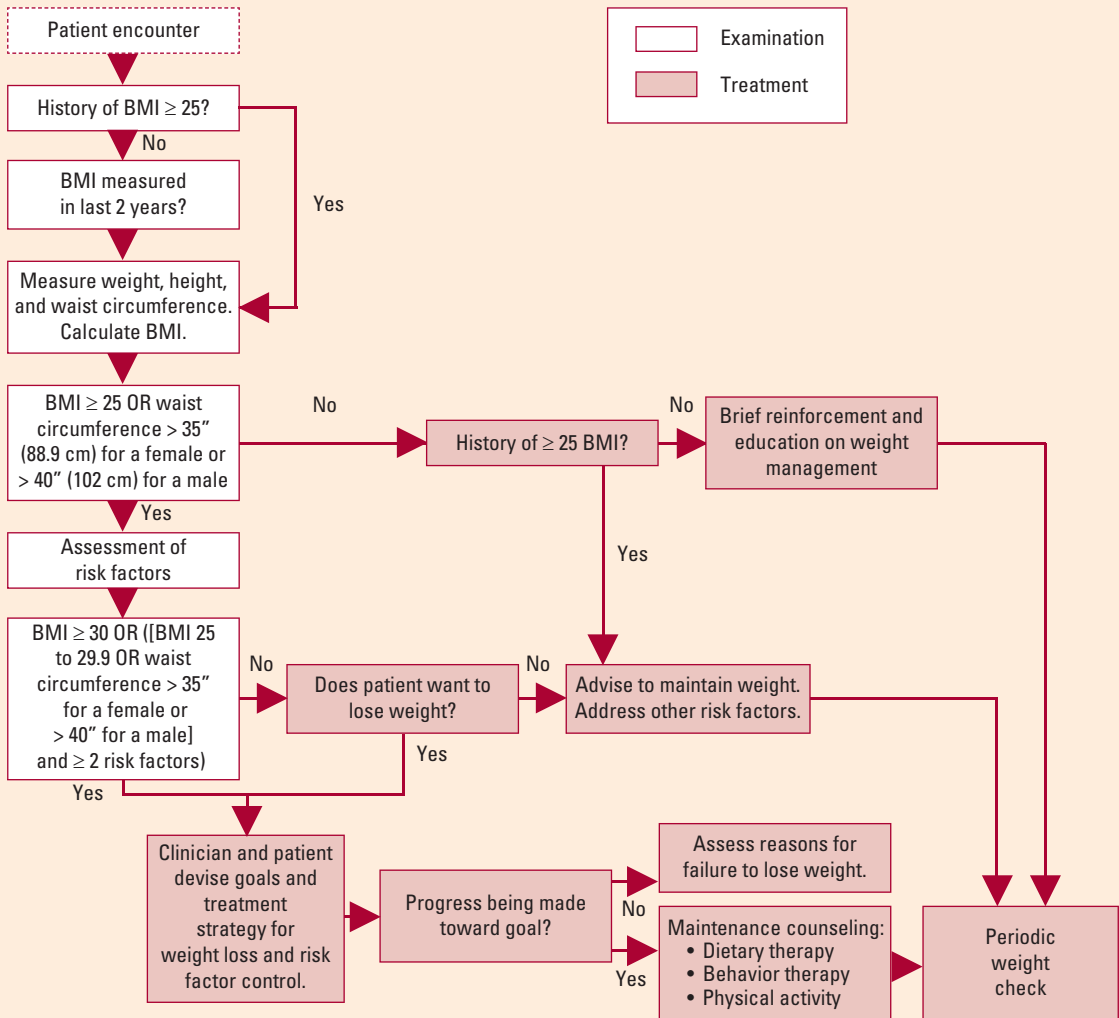 Patient encounter
Examination
Treatment
History of BMI ≥ 25?
No
Yes
BMI measured
in last 2 years?
Measure weight, height,
and waist circumference.
Calculate BMI.
BMI ≥ 25 OR waist
circumference > 35”
(88.9 cm) for a female or
> 40” (102 cm) for a male
No
History of ≥ 25 BMI?
No
Brief reinforcement and
education on weight
management
Yes
Yes
Assessment of
risk factors
BMI ≥ 30 OR ([BMI 25
to 29.9 OR waist
circumference > 35”
for a female or
> 40” for a male]
and ≥ 2 risk factors)
No
Does patient want to
lose weight?
No
Advise to maintain weight.
Address other risk factors.
Yes
Yes
Clinician and patient
devise goals and
treatment
strategy for
weight loss and risk
factor control.
Progress being made
toward goal?
No
Assess reasons for
failure to lose weight.
Yes
Maintenance counseling:
• Dietary therapy
• Behavior therapy
• Physical activity
Periodic
weight
check